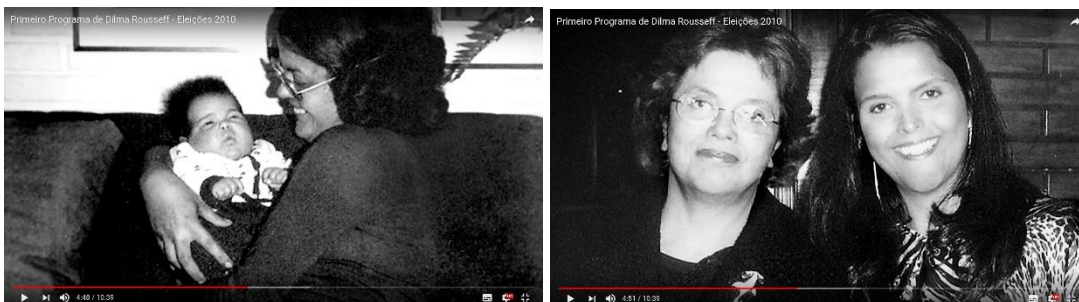 Primeiro Programa de Dilma Rousseff - Eleições 2010
4:48 / 10:39
Primeiro Programa de Dilma Rousseff - Eleições 2010
4:51 / 10:39